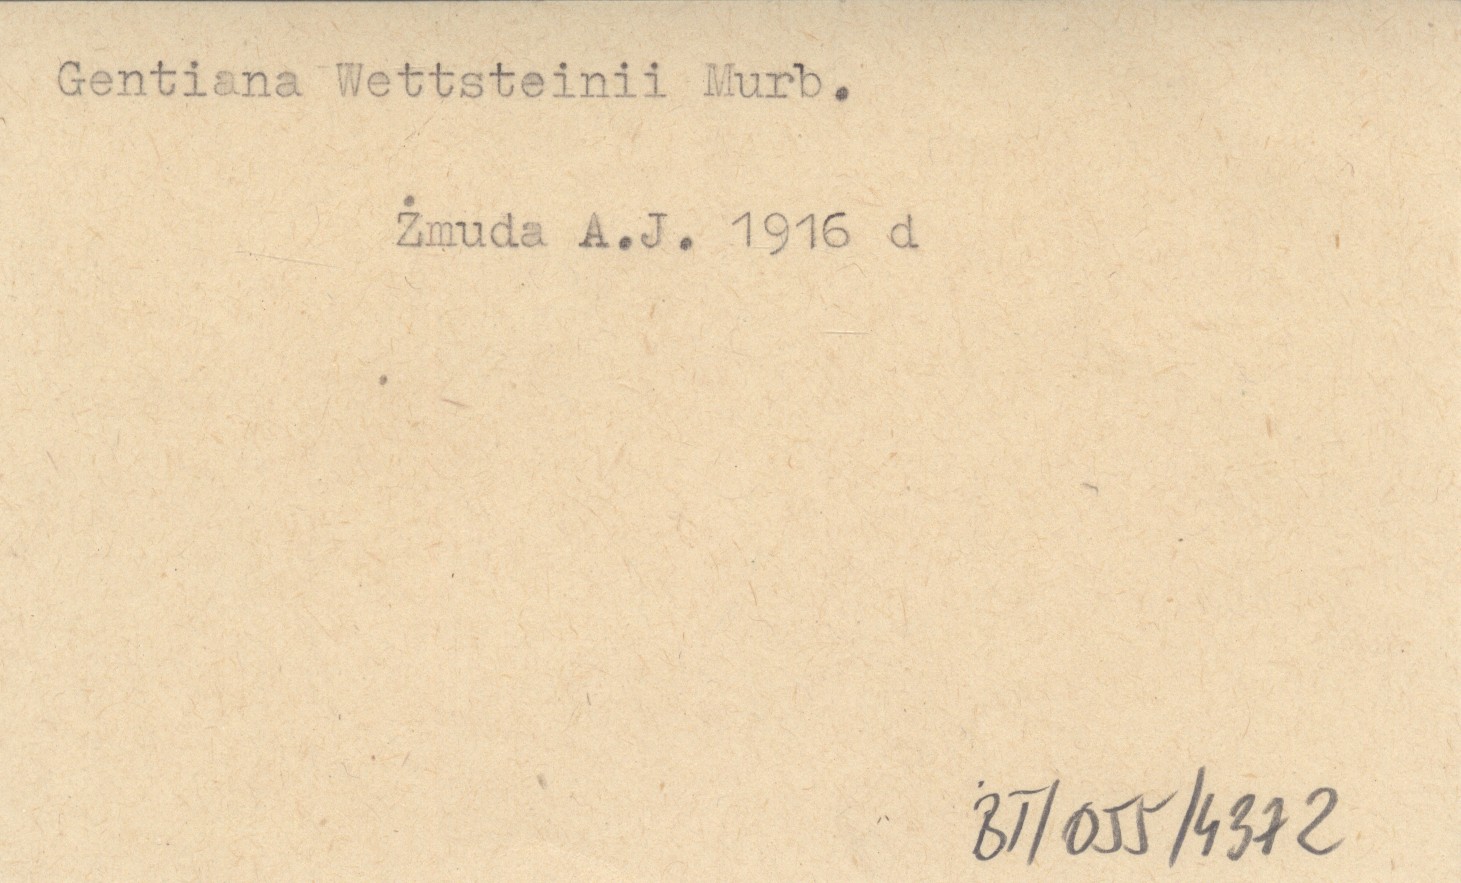 Gentiana Wettsteinii Murb.
Żmuda A.J. 1916 d
BT/055/4372